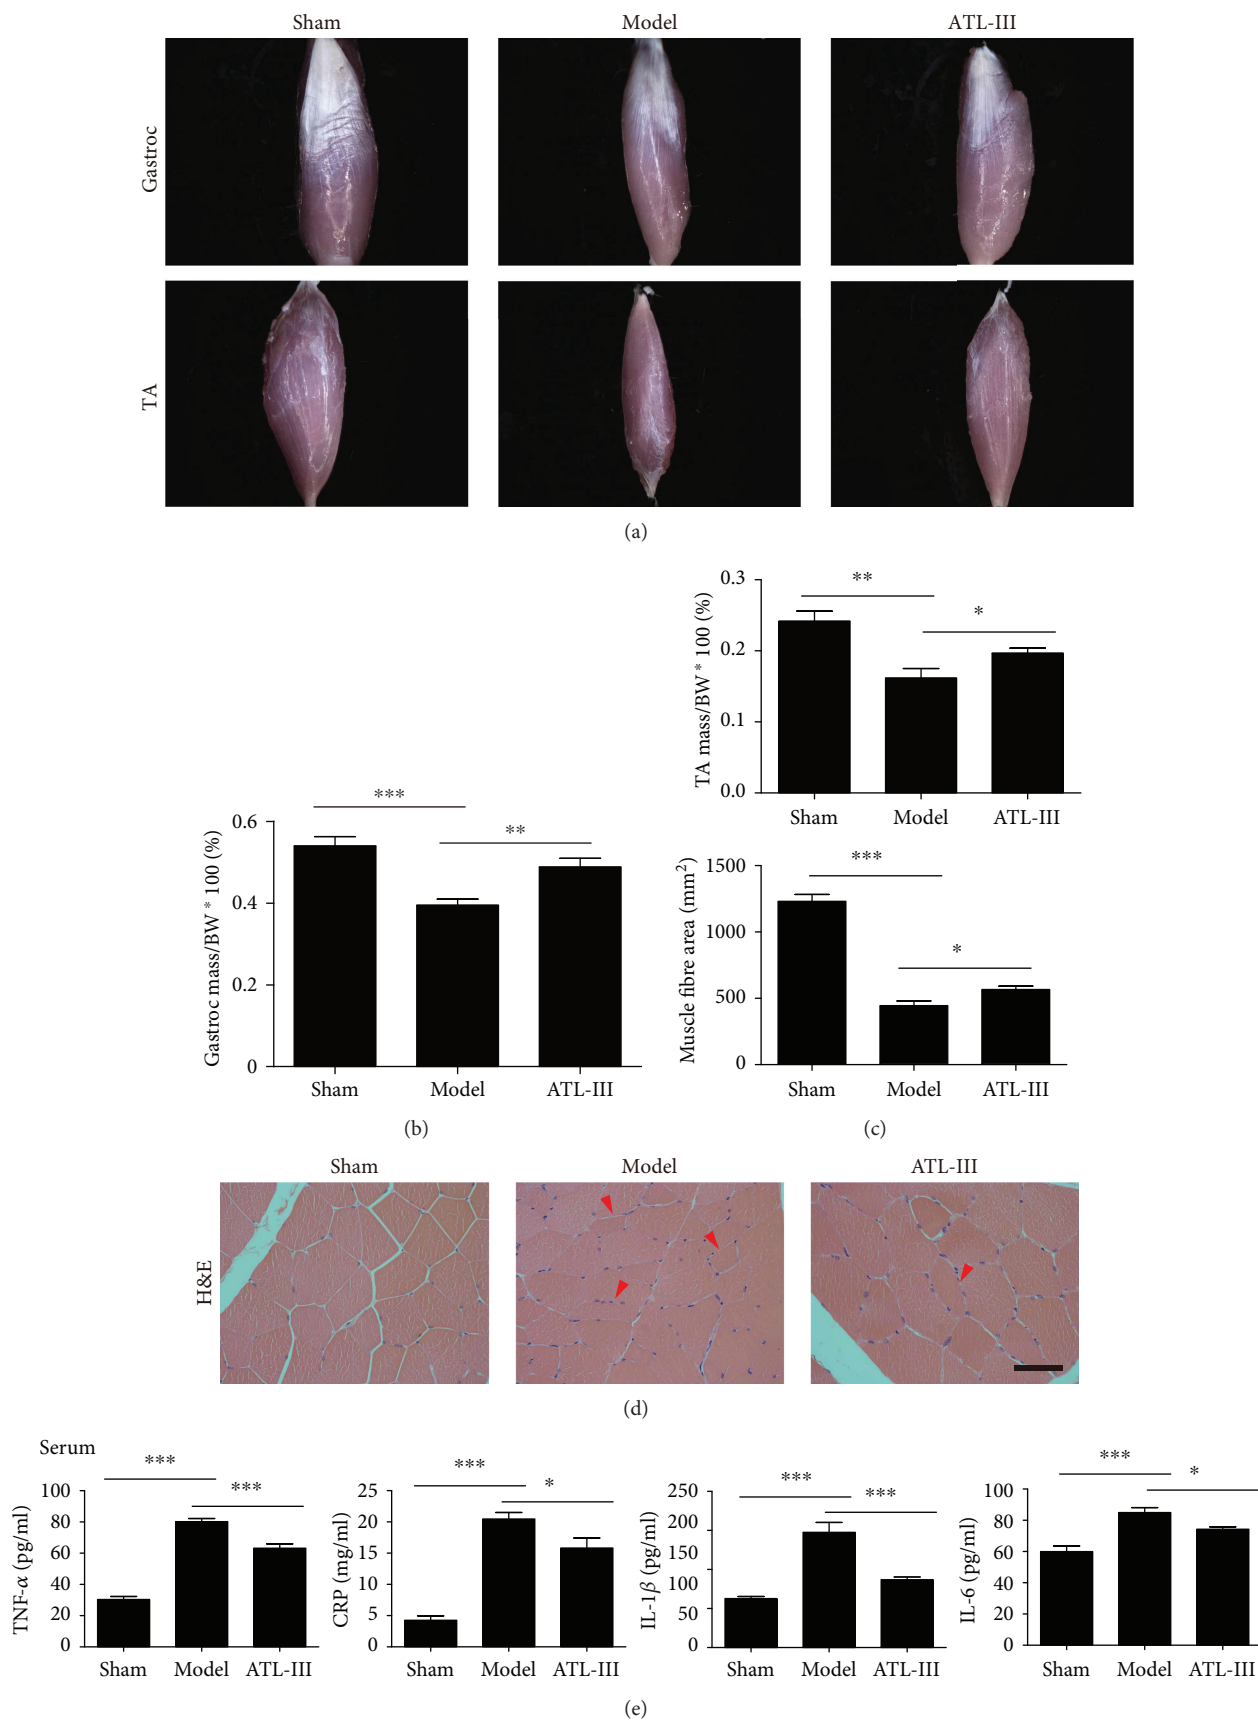 Sham Model ATL-III
Gastroc
TA
(a)
Gastroc mass/BW * 100 (%)
0.6
0.4
0.2
0
***
**
Sham Model ATL-III
(b)
TA mass/BW * 100 (%)
0.3
0.2
0.1
0.0
**
*
Sham Model ATL-III
Muscle fibre area (mm²)
1500
1000
500
0
***
*
Sham Model ATL-III
(c)
Sham Model ATL-III
H&E
(d)
Serum
TNF-α (pg/ml)
100
80
60
40
20
0
***
***
Sham Model ATL-III
CRP (mg/ml)
25
20
15
10
5
0
***
*
Sham Model ATL-III
IL-1β (pg/ml)
250
200
150
100
50
0
***
***
Sham Model ATL-III
IL-6 (pg/ml)
100
80
60
40
20
0
***
*
Sham Model ATL-III
(e)